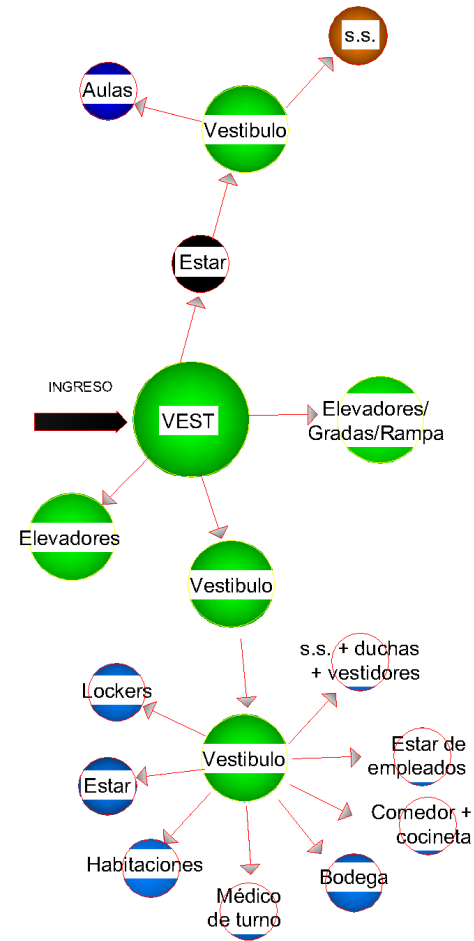 s.s.
Aulas
Vestibulo
Estar
INGRESO
VEST
Elevadores/
Gradas/Rampa
Elevadores
Vestibulo
s.s. + duchas
+ vestidores
Lockers
Vestibulo
Estar de
empleados
Estar
Comedor +
cocineta
Habitaciones
Bodega
Médico
de turno